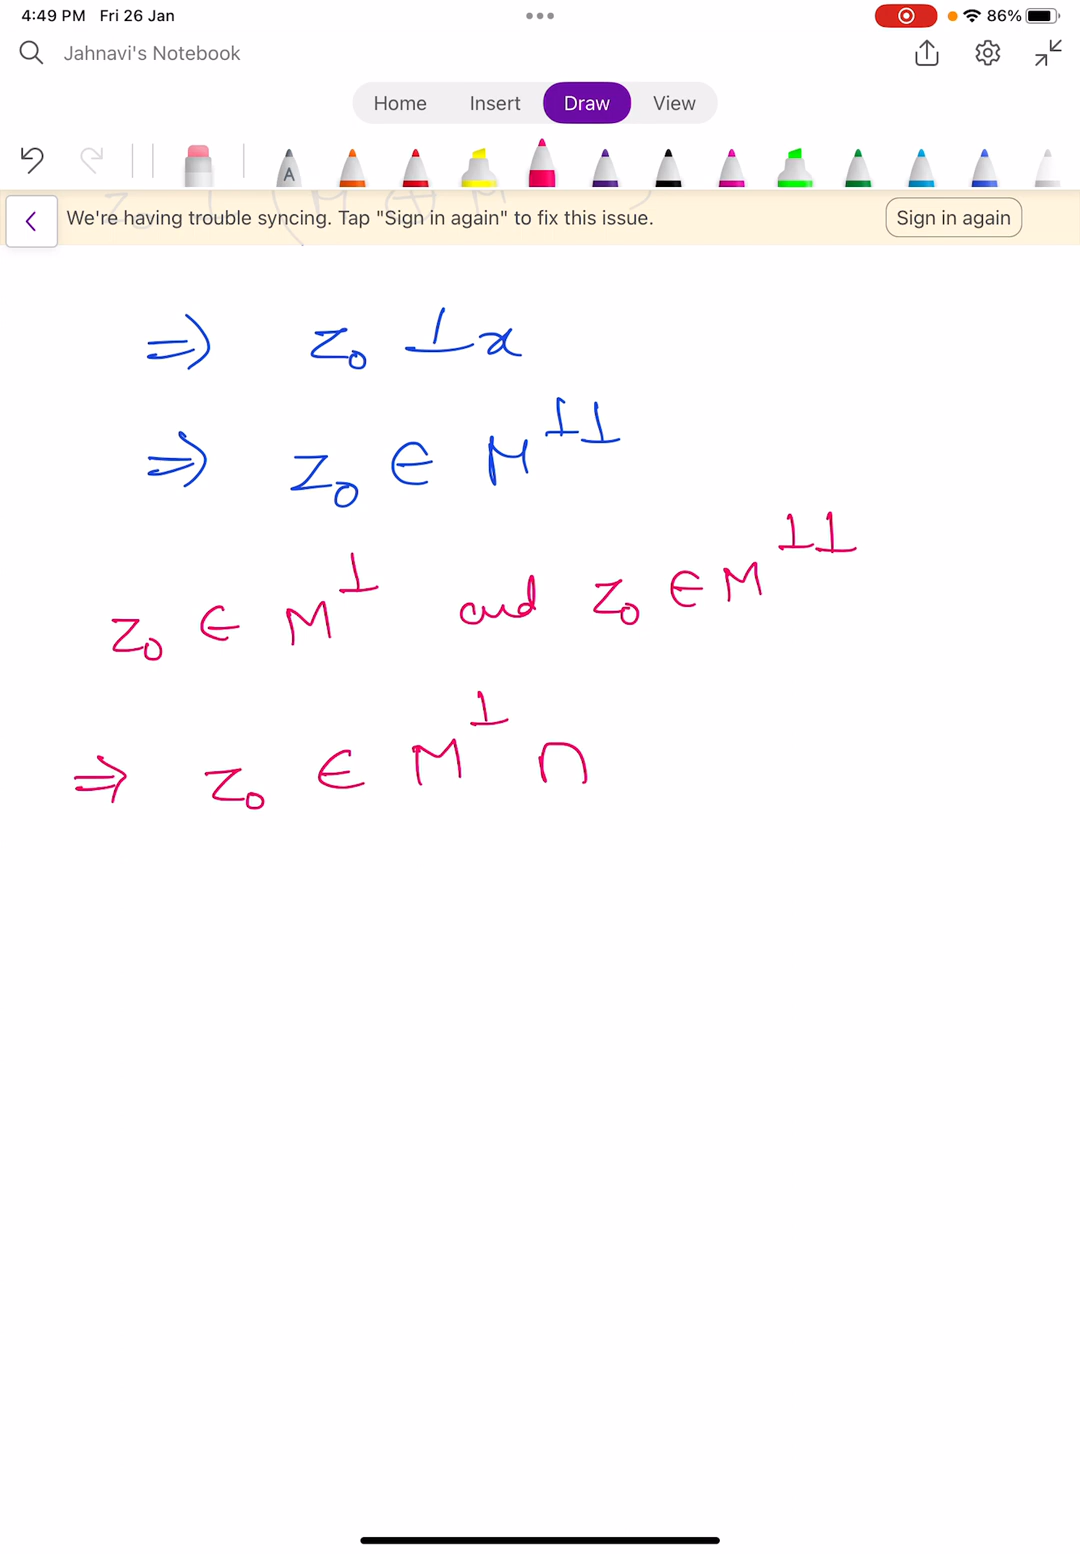 4:49 PM Fri 26 Jan 86%
Jahnavi's Notebook
Home Insert Draw View
A
We're having trouble syncing. Tap "Sign in again" to fix this issue. Sign in again
⇒ z₀ ⊥ x
⇒ z₀ ∈ M^⊥⊥
z₀ ∈ M^⊥ and z₀ ∈ M^⊥⊥
⇒ z₀ ∈ M^⊥ ∩